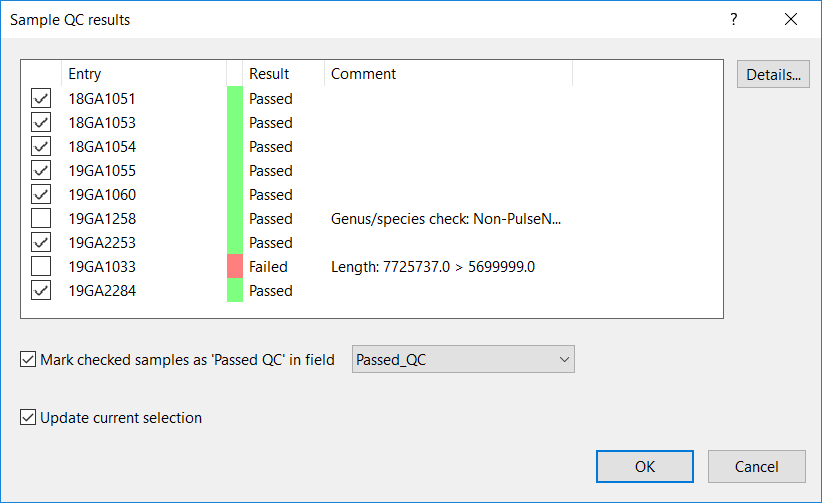 Sample QC results
?
Entry Result Comment
Details...
18GA1051 Passed
18GA1053 Passed
18GA1054 Passed
19GA1055 Passed
19GA1060 Passed
19GA1258 Passed Genus/species check: Non-PulseN...
19GA2253 Passed
19GA1033 Failed Length: 7725737.0 > 5699999.0
19GA2284 Passed
Mark checked samples as 'Passed QC' in field Passed_QC
Update current selection
OK Cancel